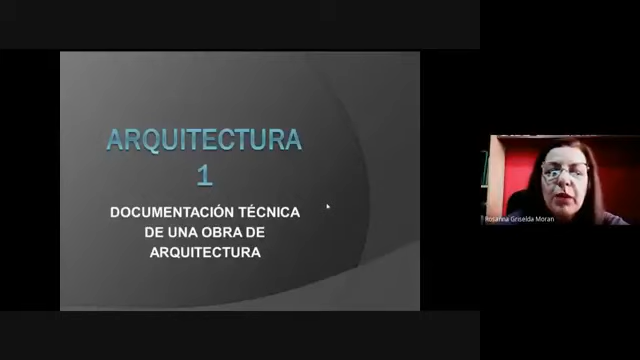 ARQUITECTURA
1
DOCUMENTACIÓN TÉCNICA
DE UNA OBRA DE
ARQUITECTURA
Rosanna Griselda Moran